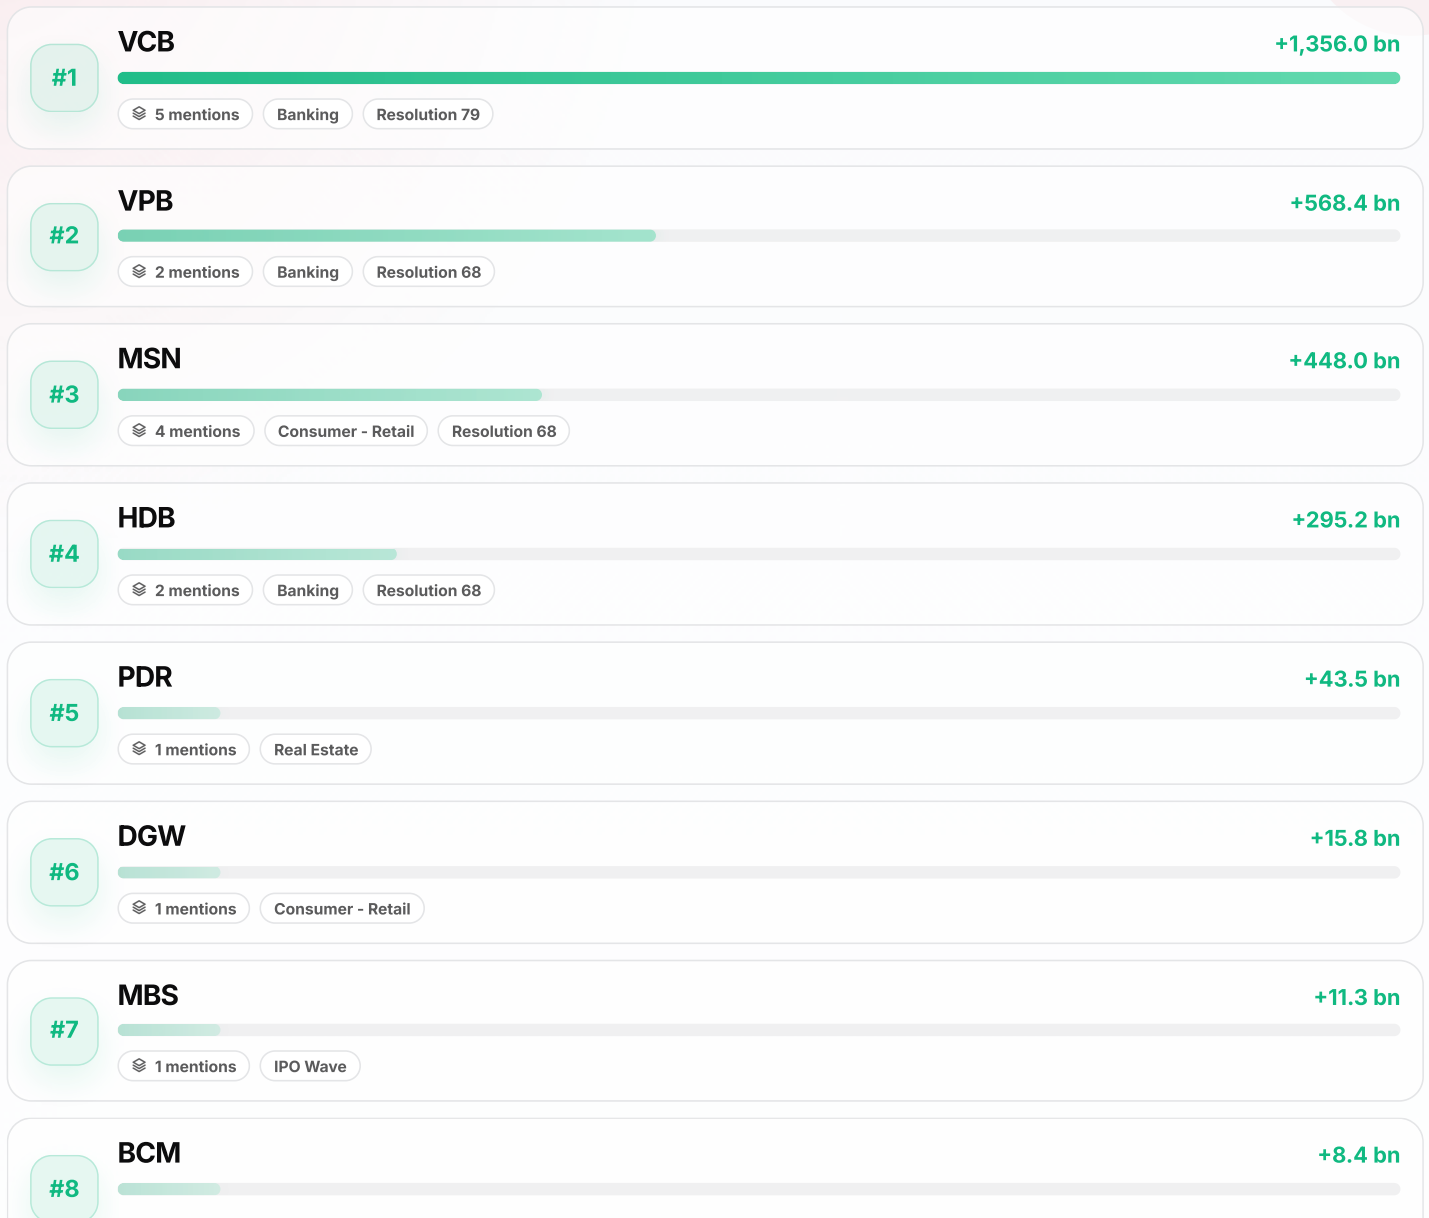 #1
VCB
+1,356.0 bn
5 mentions
Banking
Resolution 79
#2
VPB
+568.4 bn
2 mentions
Banking
Resolution 68
#3
MSN
+448.0 bn
4 mentions
Consumer - Retail
Resolution 68
#4
HDB
+295.2 bn
2 mentions
Banking
Resolution 68
#5
PDR
+43.5 bn
1 mentions
Real Estate
#6
DGW
+15.8 bn
1 mentions
Consumer - Retail
#7
MBS
+11.3 bn
1 mentions
IPO Wave
#8
BCM
+8.4 bn